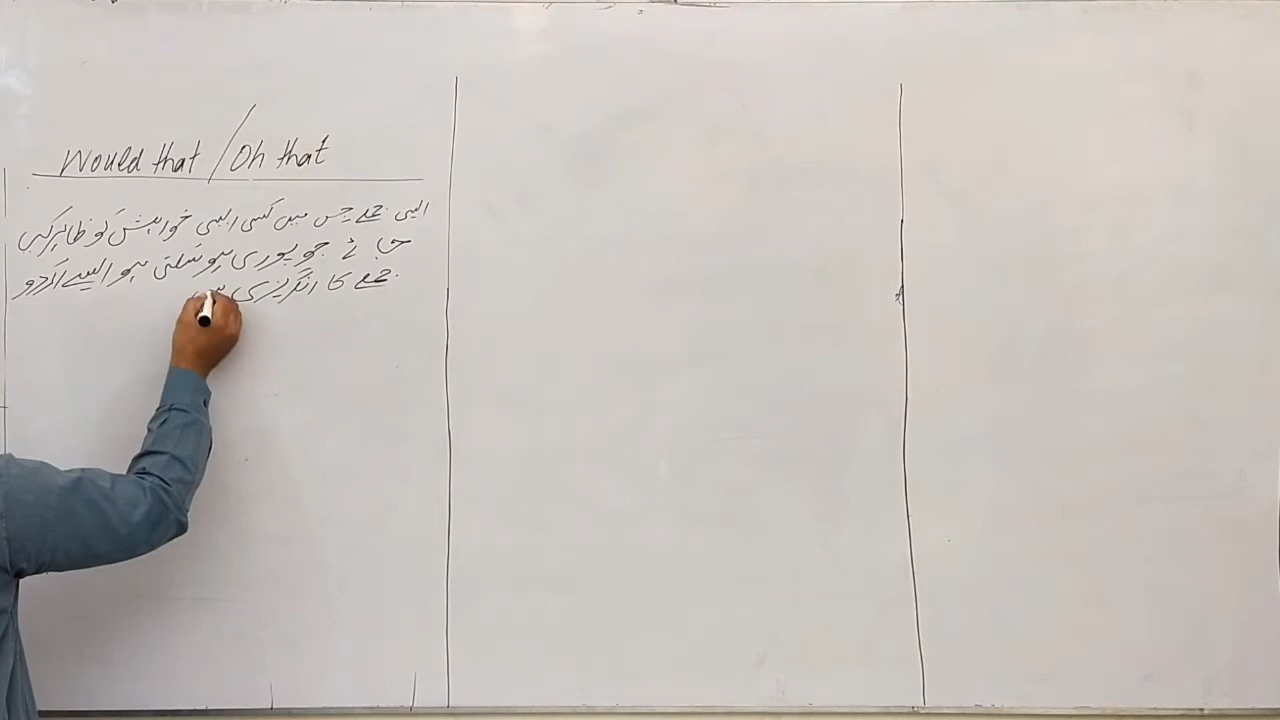 Would that / Oh that
ایسی جملے جس میں کسی ایسی خواہش کو ظاہر کیا
جائے جو پوری ہو سکتی ہو ایسے اردو
جملے کا انگریزی